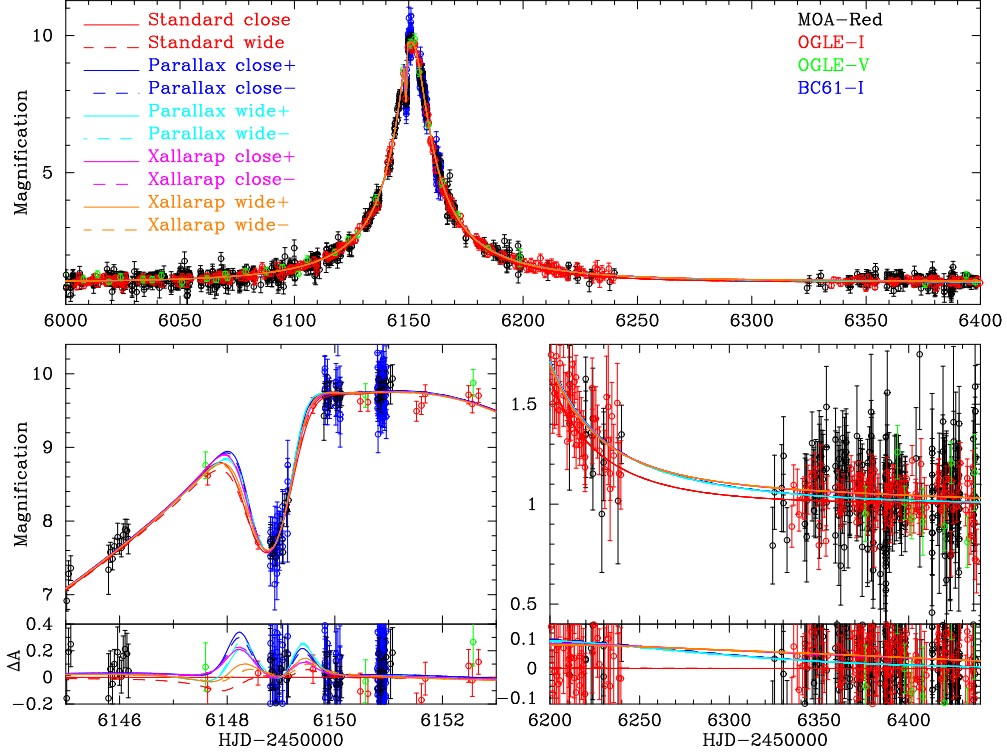 10
5
Magnification
Standard close
Standard wide
Parallax close+
Parallax close−
Parallax wide+
Parallax wide−
Xallarap close+
Xallarap close−
Xallarap wide+
Xallarap wide−
MOA−Red
OGLE−I
OGLE−V
BC61−I
6000 6050 6100 6150 6200 6250 6300 6350 6400
10
9
8
7
Magnification
0.4
0.2
0
−0.2
ΔA
6146 6148 6150 6152
HJD−2450000
1.5
1
0.5
0.1
0
−0.1
6200 6250 6300 6350 6400
HJD−2450000